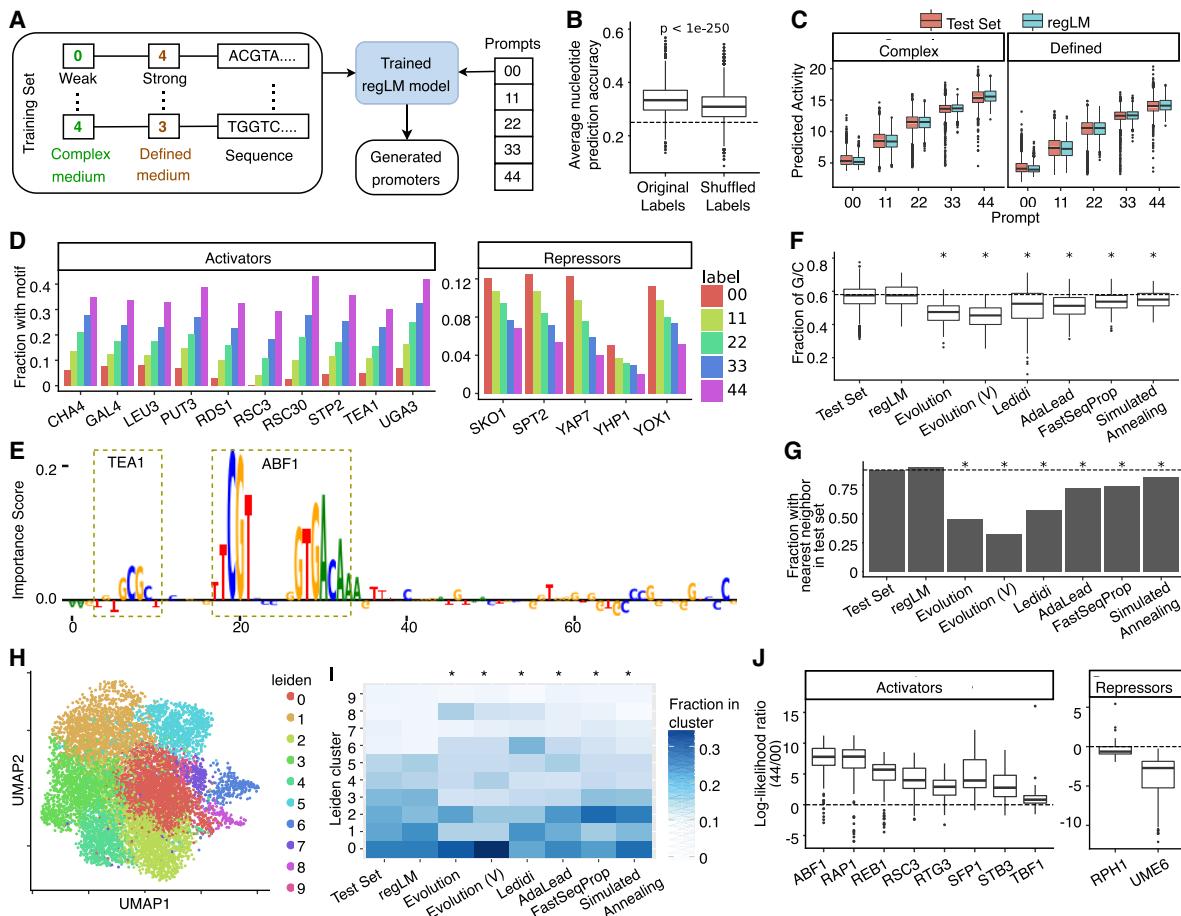 A
Training Set
0
4
ACGTA....
Weak
Strong
4
3
TGGTC....
Complex
medium
Defined
medium
Sequence
Trained
regLM model
Generated
promoters
Prompts
00
11
22
33
44
B
p < 1e-250
Average nucleotide
prediction accuracy
0.6
0.4
0.2
Original
Labels
Shuffled
Labels
C
Test Set
regLM
Complex
Defined
Predicted Activity
20
15
10
5
00
11
22
33
44
00
11
22
33
44
Prompt
D
Activators
Fraction with motif
0.4
0.3
0.2
0.1
0
CHA4
GAL4
LEU3
PUT3
RDS1
RSC3
RSC30
STP2
TEA1
UGA3
Repressors
0.12
0.08
0.04
0
SKO1
SPT2
YAP7
YHP1
YOX1
label
00
11
22
33
44
E
TEA1
ABF1
Importance Score
0.2
0.0
0
20
40
60
F
* * * * * *
Fraction of G/C
0.8
0.6
0.4
0.2
Test Set
regLM
Evolution
Evolution (V)
Ledidi
AdaLead
FastSeqProp
Simulated
Annealing
G
* * * * * *
Fraction with
nearest neighbor
in test set
0.75
0.50
0.25
0
Test Set
regLM
Evolution
Evolution (V)
Ledidi
AdaLead
FastSeqProp
Simulated
Annealing
H
UMAP2
UMAP1
leiden
0
1
2
3
4
5
6
7
8
9
I
* * * * * *
Leiden cluster
9
8
7
6
5
4
3
2
1
0
Test Set
regLM
Evolution
Evolution (V)
Ledidi
AdaLead
FastSeqProp
Simulated
Annealing
Fraction in
cluster
0.3
0.2
0.1
0
J
Activators
Log-likelihood ratio
(44/00)
15
10
5
0
-5
ABF1
RAP1
REB1
RSC3
RTG3
SFP1
STB3
TBF1
Repressors
5
0
-5
-10
RPH1
UME6